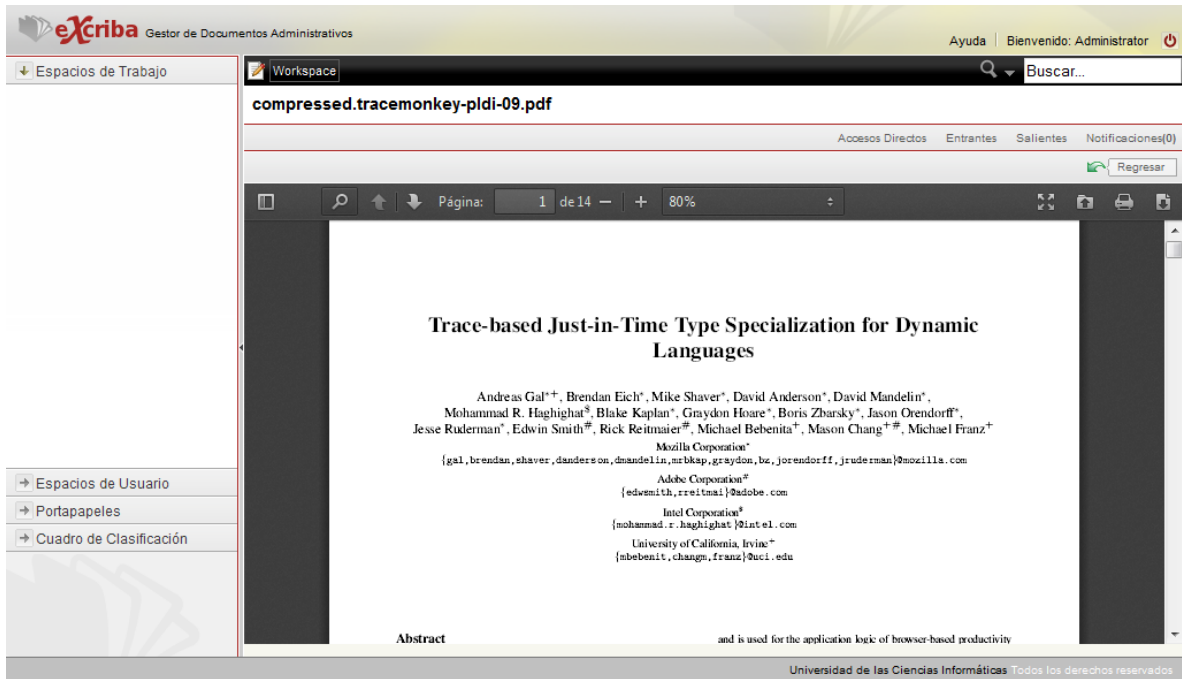 eXcriba Gestor de Documentos Administrativos
Ayuda Bienvenido: Administrator
Espacios de Trabajo
Workspace
Buscar...
compressed.tracemonkey-pldi-09.pdf
Accesos Directos Entrantes Salientes Notificaciones(0)
Regresar
Página: 1 de 14 80%
Trace-based Just-in-Time Type Specialization for Dynamic
Languages
Andreas Gal*+, Brendan Eich*, Mike Shaver*, David Anderson*, David Mandelin*,
Mohammad R. Haghighat$, Blake Kaplan*, Graydon Hoare*, Boris Zbarsky*, Jason Orendorff*,
Jesse Ruderman*, Edwin Smith#, Rick Reitmaier#, Michael Bebenita+, Mason Chang+#, Michael Franz+
Mozilla Corporation*
{gal,brendan,shaver,danderson,dmandelin,mrbkap,graydon,bz,jorendorff,jruderman}@mozilla.com
Adobe Corporation#
{edwsmith,rreitmai}@adobe.com
Intel Corporation$
{mohammad.r.haghighat}@intel.com
University of California, Irvine+
{mbebenit,changm,franz}@uci.edu
Abstract
and is used for the application logic of browser-based productivity
Espacios de Usuario
Portapapeles
Cuadro de Clasificación
Universidad de las Ciencias Informáticas Todos los derechos reservados